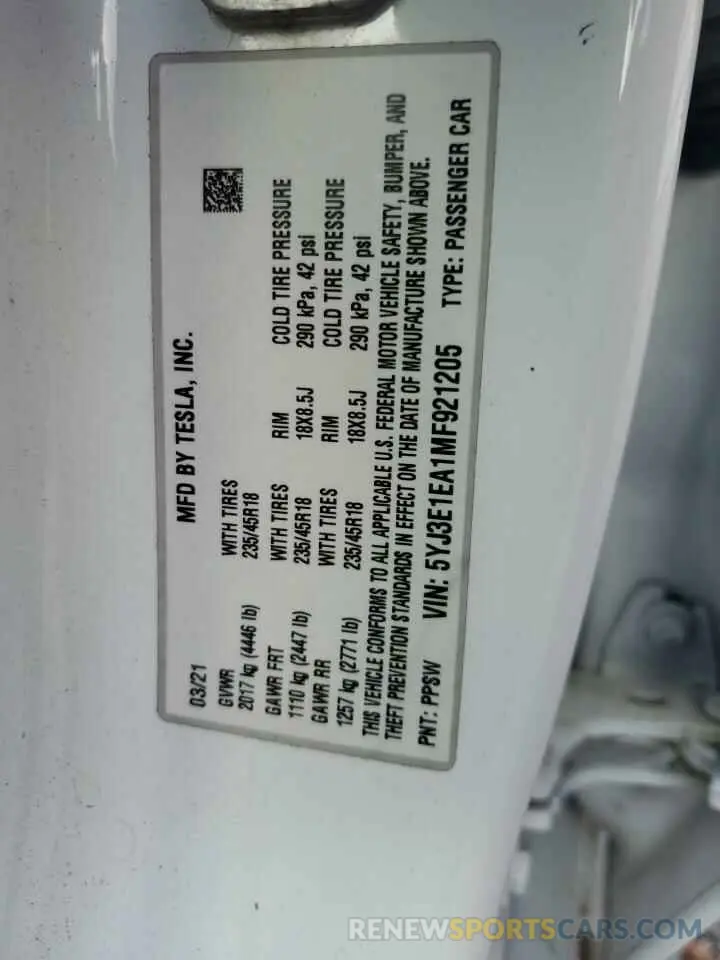 MFD BY TESLA, INC.
03/21
GVWR WITH TIRES
2017 kg (4446 lb) 235/45R18
GAWR FRT WITH TIRES RIM COLD TIRE PRESSURE
1110 kg (2447 lb) 235/45R18 18X8.5J 290 kPa, 42 psi
GAWR RR WITH TIRES RIM COLD TIRE PRESSURE
1257 kg (2771 lb) 235/45R18 18X8.5J 290 kPa, 42 psi
THIS VEHICLE CONFORMS TO ALL APPLICABLE U.S. FEDERAL MOTOR VEHICLE SAFETY, BUMPER, AND
THEFT PREVENTION STANDARDS IN EFFECT ON THE DATE OF MANUFACTURE SHOWN ABOVE.
PNT: PPSW VIN: 5YJ3E1EA1MF921205 TYPE: PASSENGER CAR
RENEWSPORTSCARS.COM